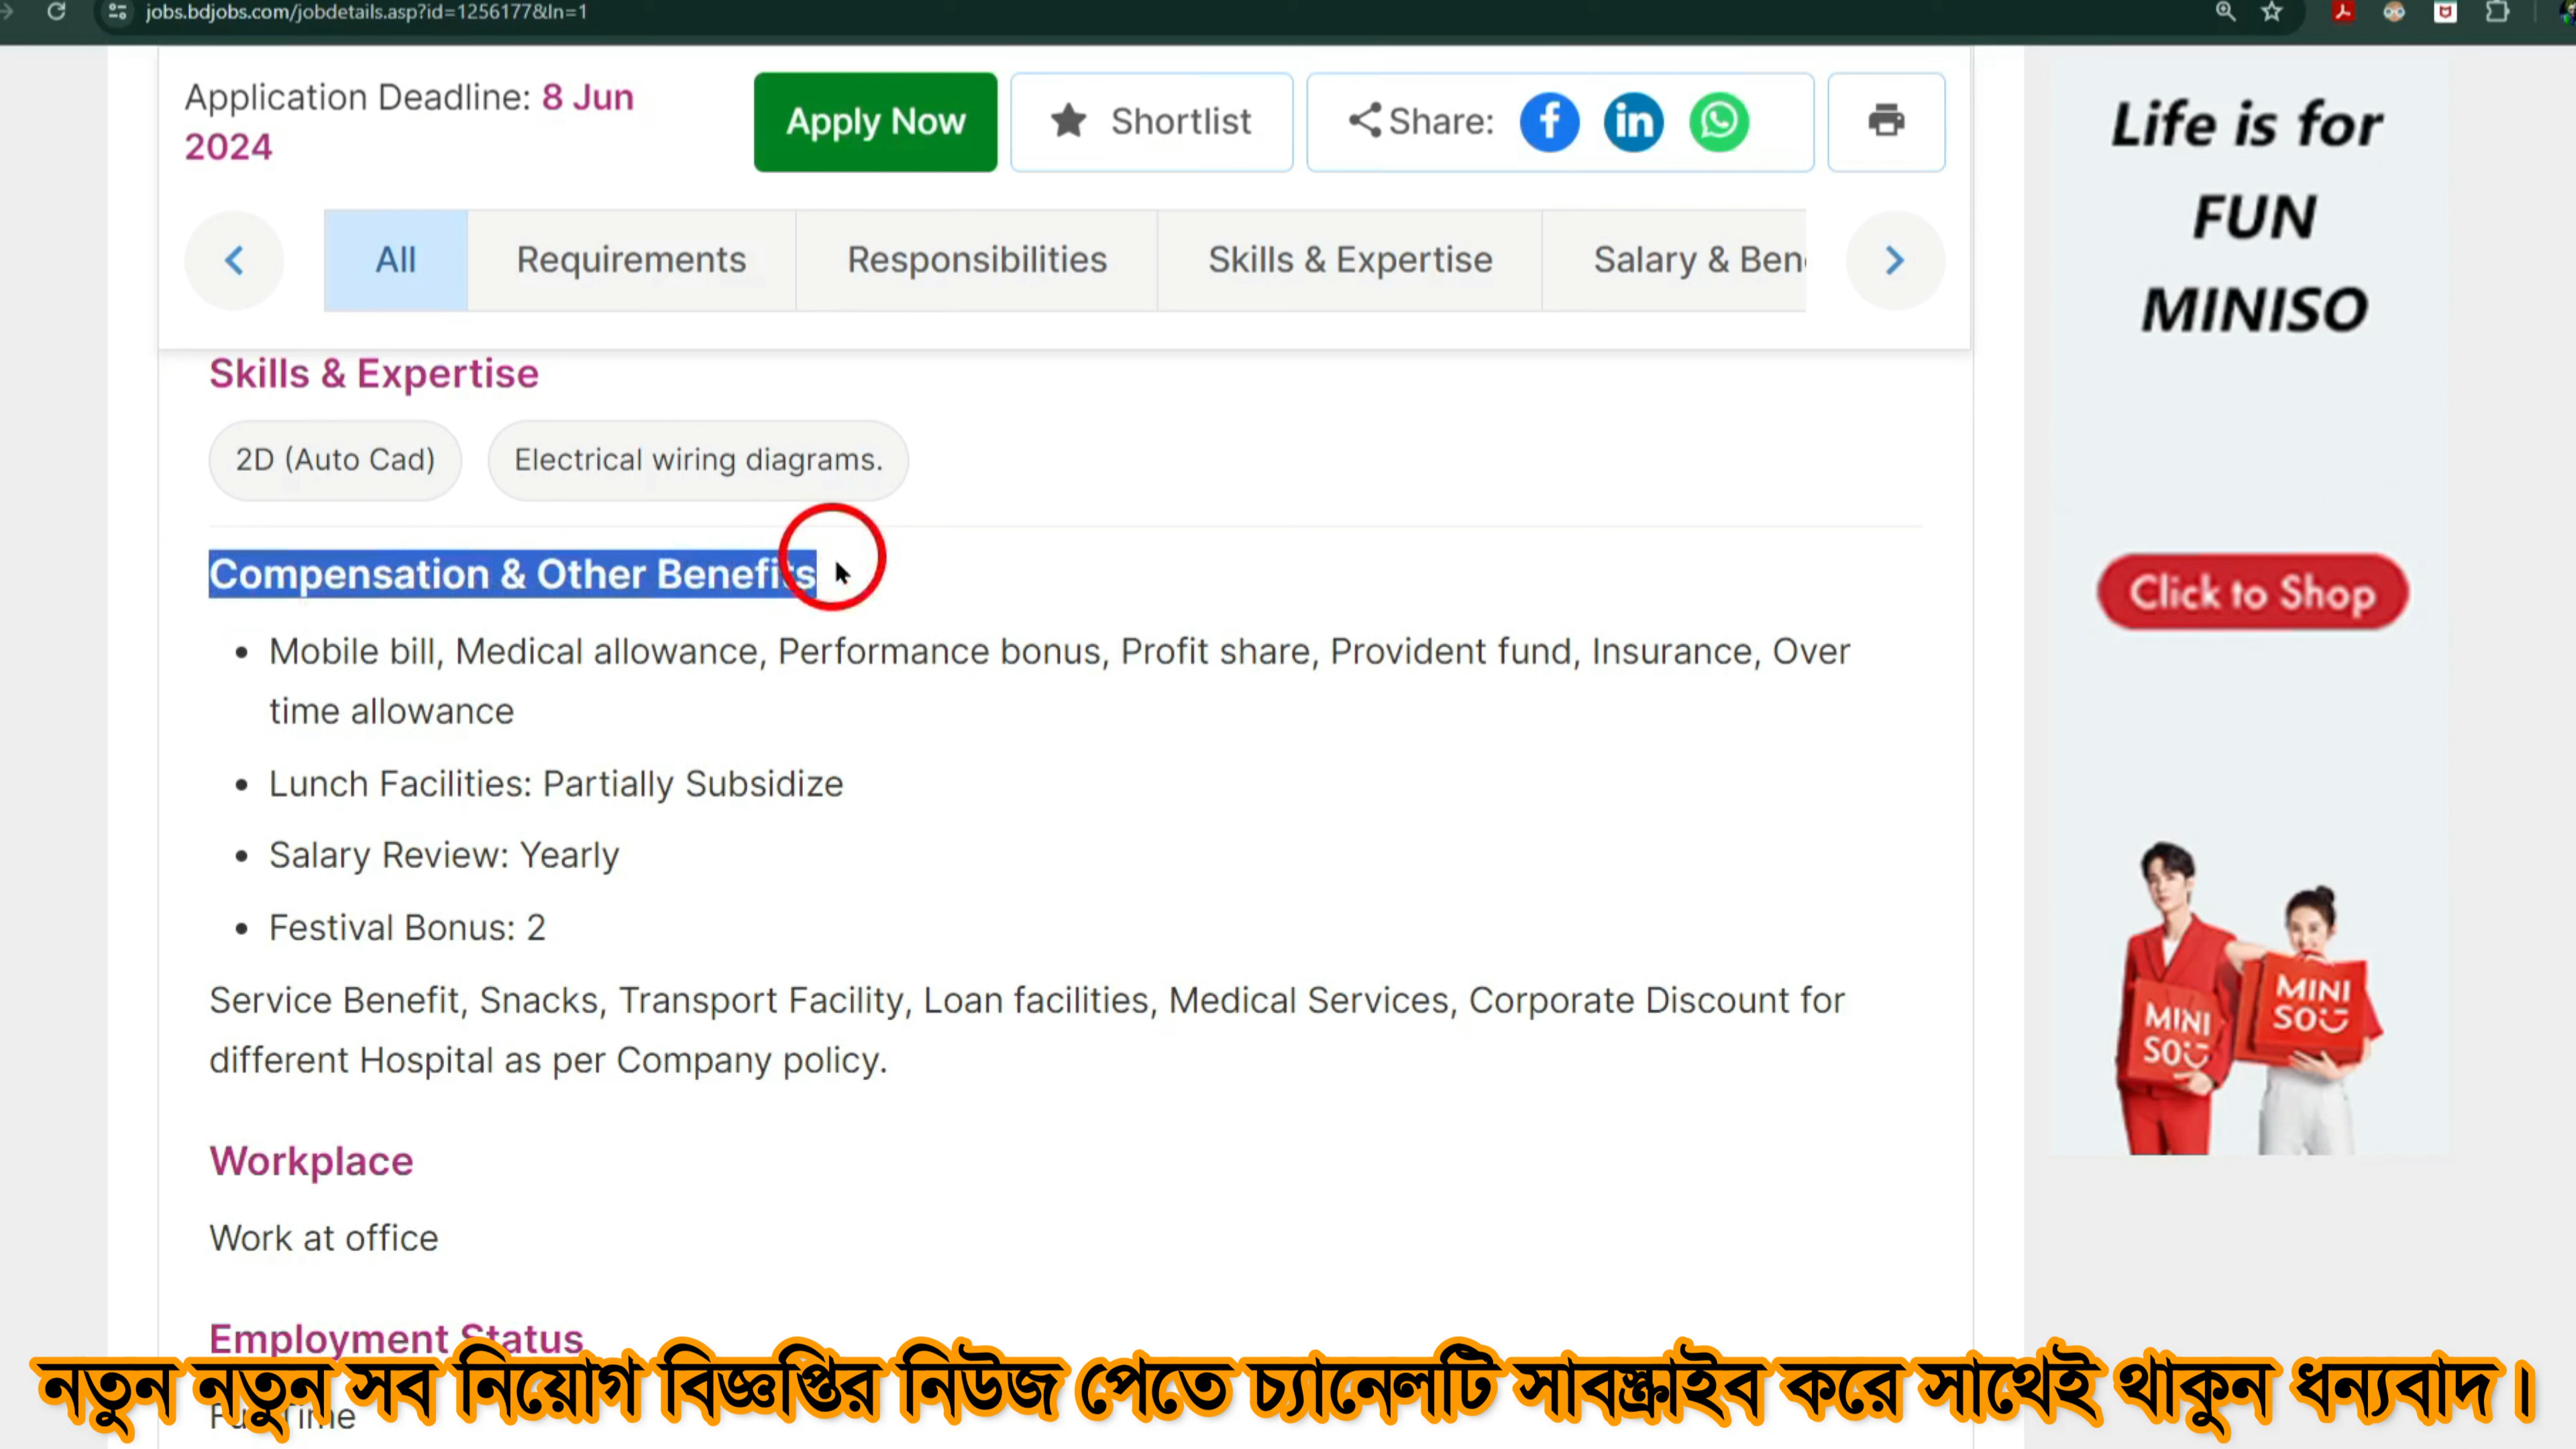 jobs.bdjobs.com/jobdetails.asp?id=1256177&ln=1
Application Deadline: 8 Jun
2024
Apply Now
Shortlist
Share:
All
Requirements
Responsibilities
Skills & Expertise
Salary & Ben
Skills & Expertise
2D (Auto Cad)
Electrical wiring diagrams.
Compensation & Other Benefits
Mobile bill, Medical allowance, Performance bonus, Profit share, Provident fund, Insurance, Over
time allowance
Lunch Facilities: Partially Subsidize
Salary Review: Yearly
Festival Bonus: 2
Service Benefit, Snacks, Transport Facility, Loan facilities, Medical Services, Corporate Discount for
different Hospital as per Company policy.
Workplace
Work at office
Employment Status
নতুন নতুন সব নিয়োগ বিজ্ঞপ্তির নিউজ পেতে চ্যানেলটি সাবস্ক্রাইব করে সাথেই থাকুন ধন্যবাদ।
Full Time
Life is for
FUN
MINISO
Click to Shop
MINI
SO
MINI
SO